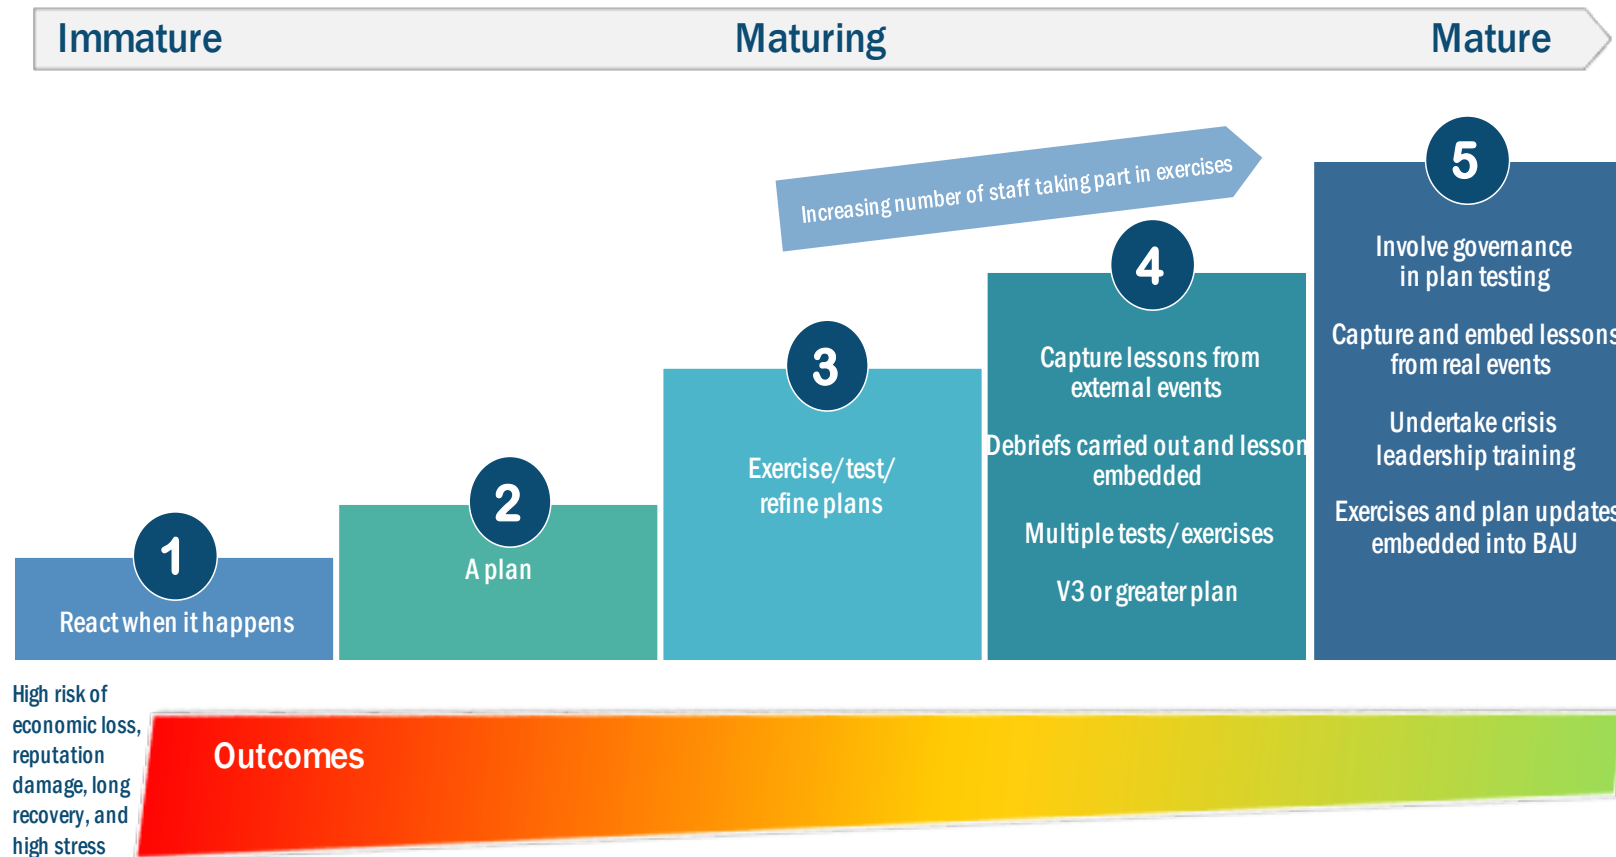 Immature
Maturing
Mature
Increasing number of staff taking part in exercises
1
React when it happens
2
A plan
3
Exercise/test/
refine plans
4
Capture lessons from
external events
Debriefs carried out and lesson
embedded
Multiple tests/exercises
V3 or greater plan
5
Involve governance
in plan testing
Capture and embed lessons
from real events
Undertake crisis
leadership training
Exercises and plan updates
embedded into BAU
High risk of
economic loss,
reputation
damage, long
recovery, and
high stress
Outcomes